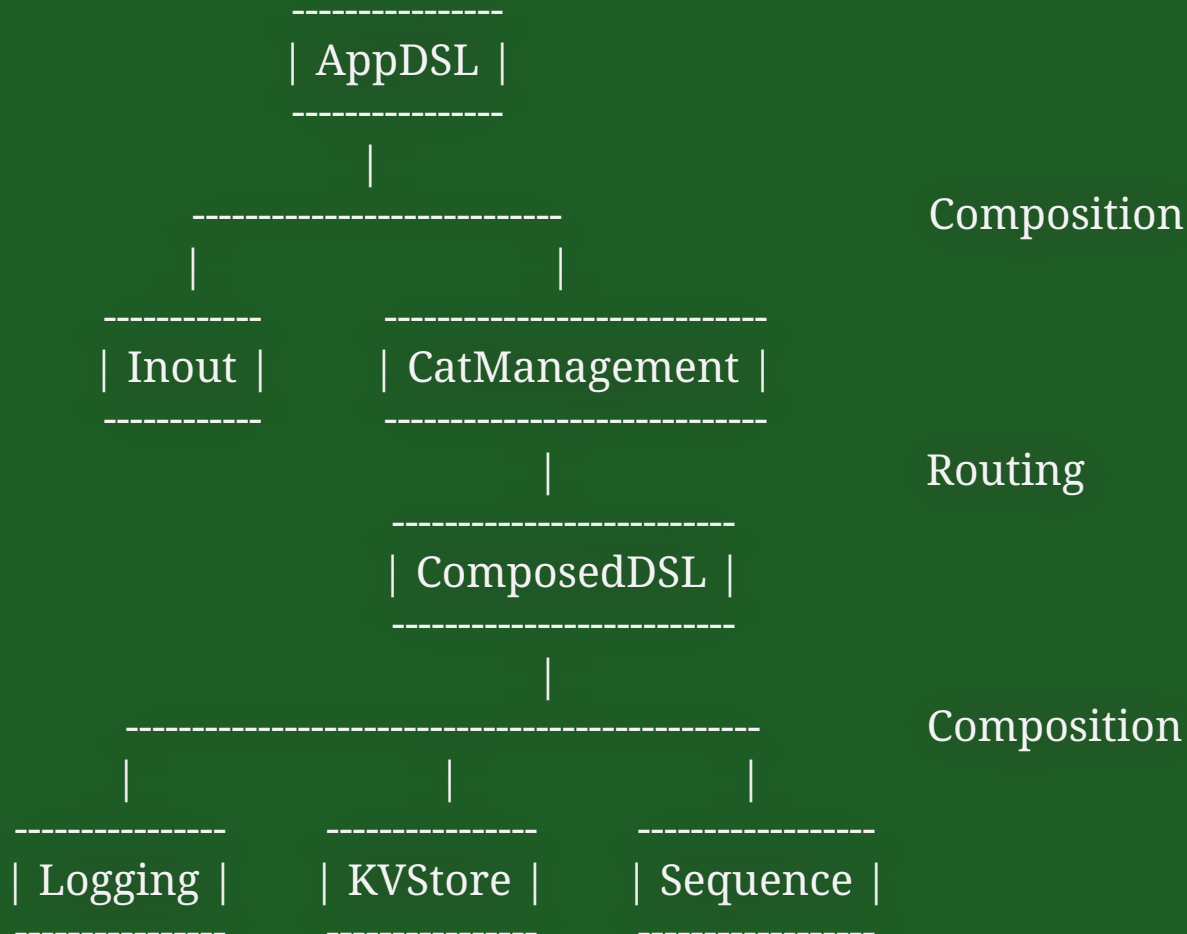 | AppDSL |
Composition
| Inout | | CatManagement |
Routing
| ComposedDSL |
Composition
| Logging | | KVStore | | Sequence |